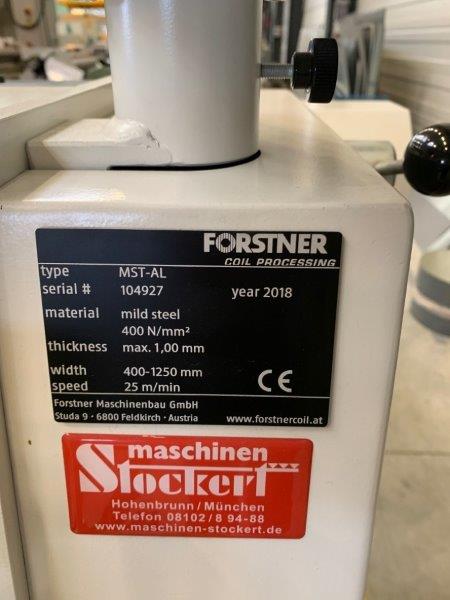 FORSTNER
COIL PROCESSING
type MST-AL
serial # 104927 year 2018
material mild steel
400 N/mm²
thickness max. 1,00 mm
width 400-1250 mm
speed 25 m/min
CE
Forstner Maschinenbau GmbH
Studa 9 · 6800 Feldkirch · Austria www.forstnercoil.at
maschinen
Stockert
Hohenbrunn/München
Telefon 08102/8 94-88
www.maschinen-stockert.de